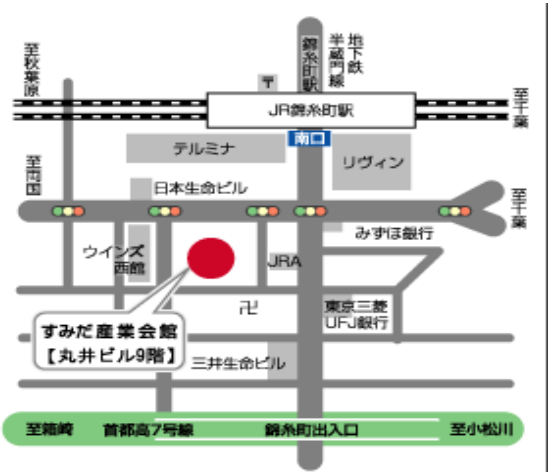 至秋葉原
錦糸町駅
半蔵門線
地下鉄
〒
JR錦糸町駅
至千葉
南口
テルミナ
リヴィン
至両国
日本生命ビル
至千葉
みずほ銀行
ウインズ
西館
JRA
卍
東京三菱
UFJ銀行
すみだ産業会館
【丸井ビル9階】
三井生命ビル
至箱崎
首都高7号線
錦糸町出入口
至小松川